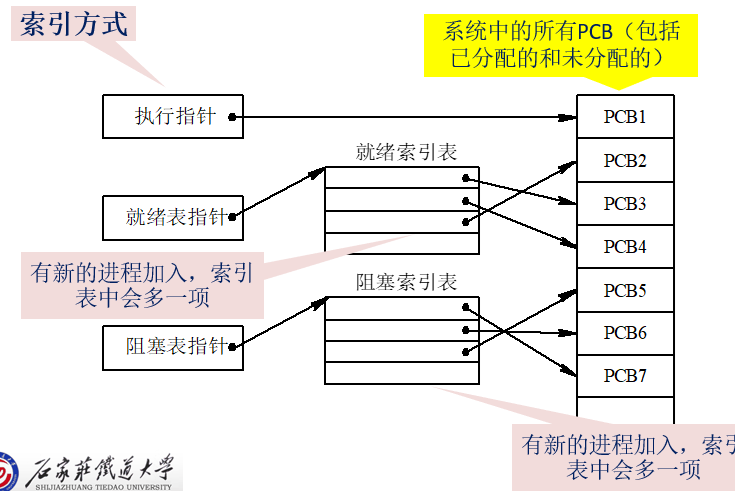 索引方式
系统中的所有PCB（包括
已分配的和未分配的）
执行指针
PCB1
就绪索引表
PCB2
就绪表指针
PCB3
PCB4
有新的进程加入，索引
表中会多一项
阻塞索引表
PCB5
阻塞表指针
PCB6
PCB7
有新的进程加入，索引
表中会多一项
石家莊鐵道大学
SHIJIAZHUANG TIEDAO UNIVERSITY